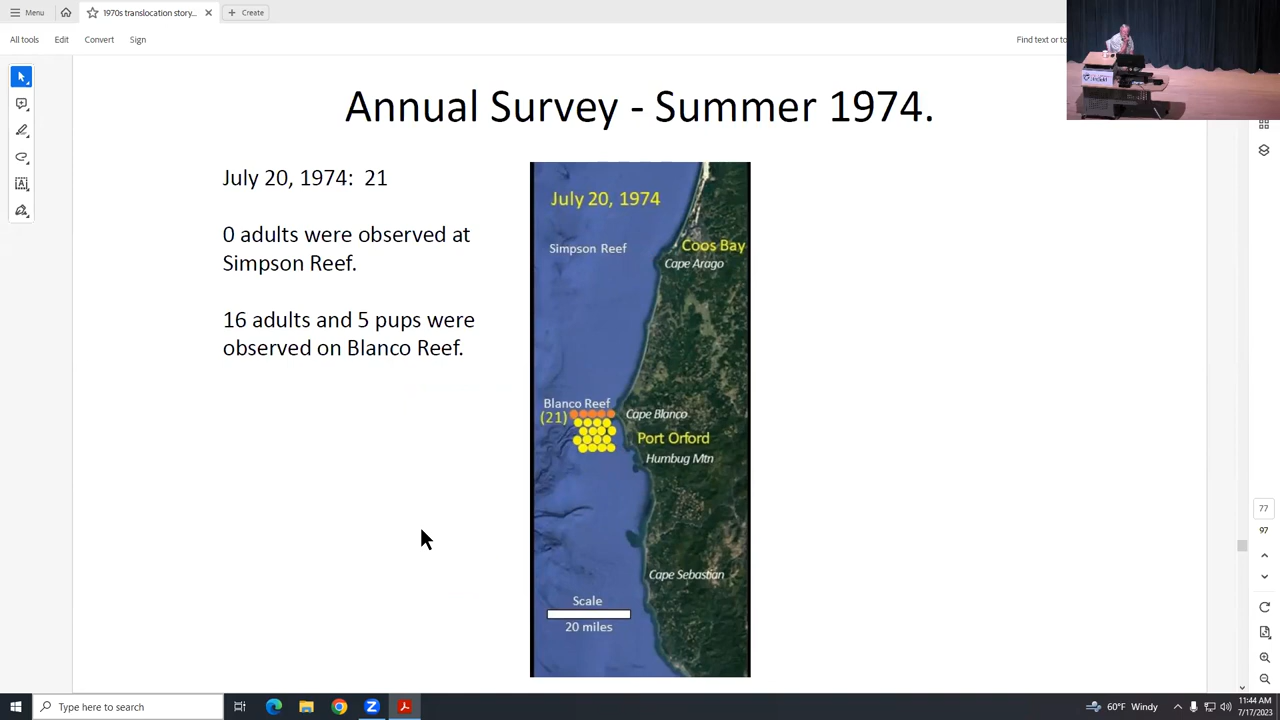 Menu
1970s translocation story...
Create
All tools
Edit
Convert
Sign
Find text or to
Annual Survey - Summer 1974.
July 20, 1974:  21
0 adults were observed at
Simpson Reef.
16 adults and 5 pups were
observed on Blanco Reef.
July 20, 1974
Simpson Reef
Coos Bay
Cape Arago
Blanco Reef
(21)
Cape Blanco
Port Orford
Humbug Mtn
Cape Sebastian
Scale
20 miles
77
97
Type here to search
60°F Windy
11:44 AM
7/17/2023